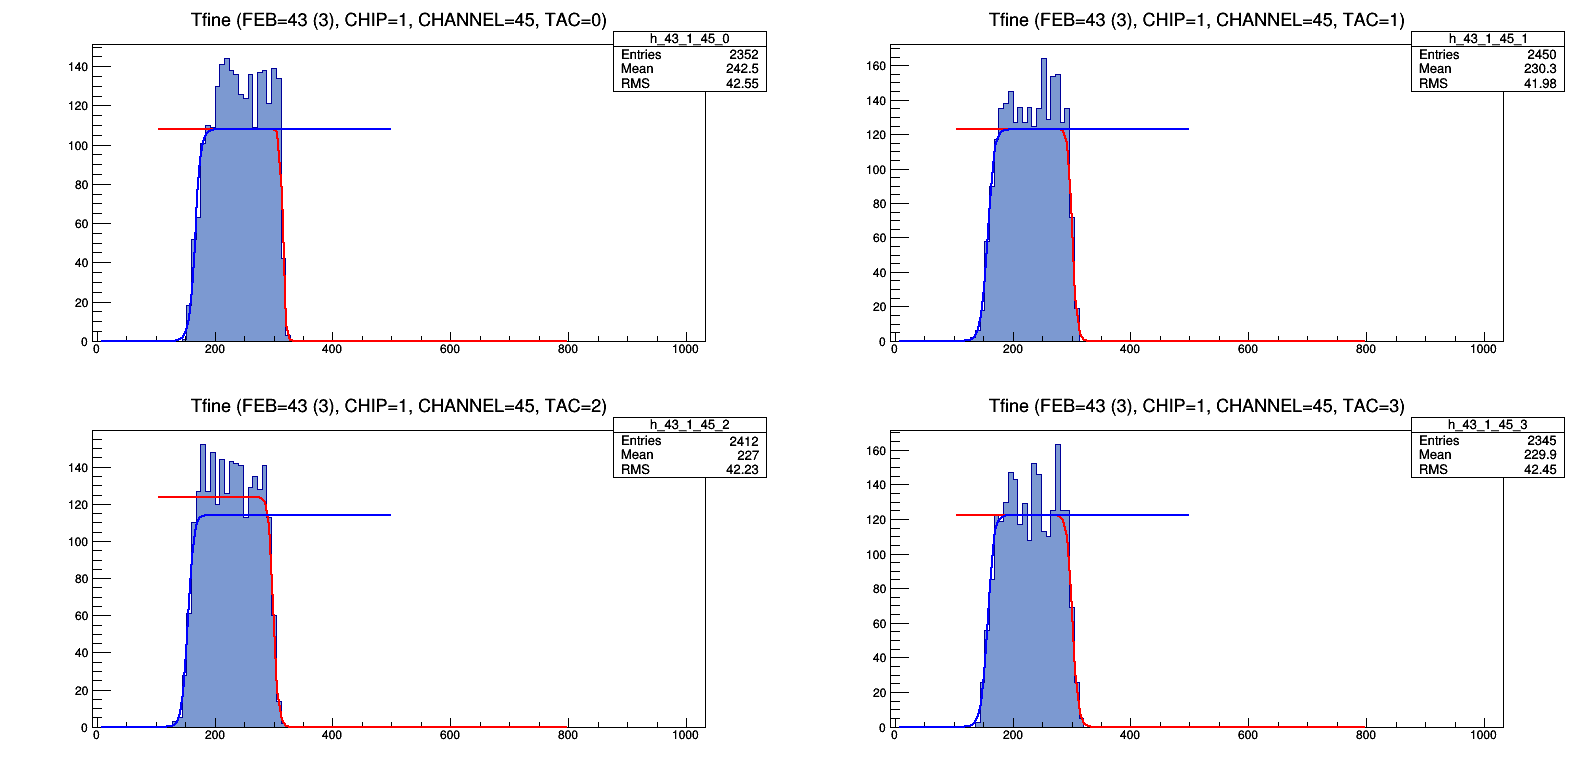 Tfine (FEB=43 (3), CHIP=1, CHANNEL=45, TAC=0)
h_43_1_45_0
Entries 2352
Mean 242.5
RMS 42.55
140
120
100
80
60
40
20
0
0 200 400 600 800 1000
Tfine (FEB=43 (3), CHIP=1, CHANNEL=45, TAC=1)
h_43_1_45_1
Entries 2450
Mean 230.3
RMS 41.98
160
140
120
100
80
60
40
20
0
0 200 400 600 800 1000
Tfine (FEB=43 (3), CHIP=1, CHANNEL=45, TAC=2)
h_43_1_45_2
Entries 2412
Mean 227
RMS 42.23
140
120
100
80
60
40
20
0
0 200 400 600 800 1000
Tfine (FEB=43 (3), CHIP=1, CHANNEL=45, TAC=3)
h_43_1_45_3
Entries 2345
Mean 229.9
RMS 42.45
160
140
120
100
80
60
40
20
0
0 200 400 600 800 1000